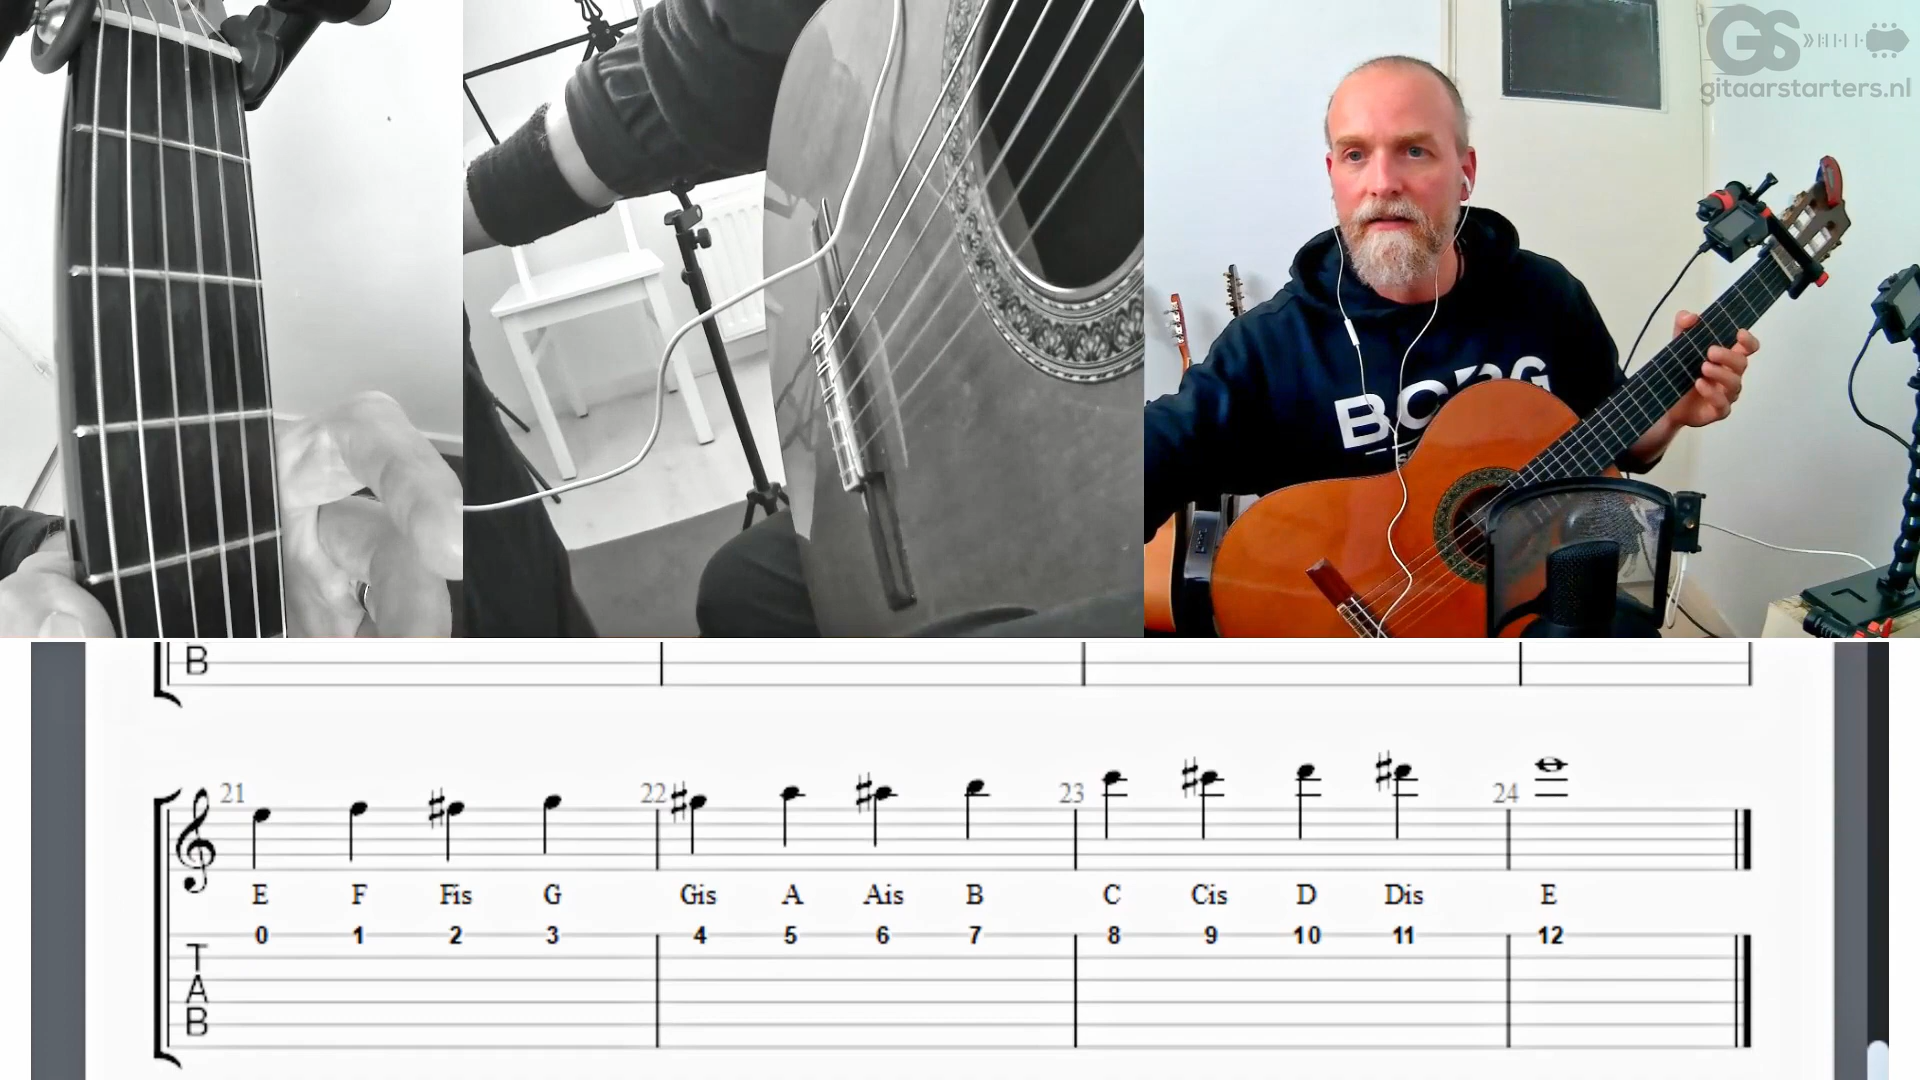 GS
gitaarstarters.nl
B
21 22 23 24
E F Fis G Gis A Ais B C Cis D Dis E
0 1 2 3 4 5 6 7 8 9 10 11 12
T
A
B